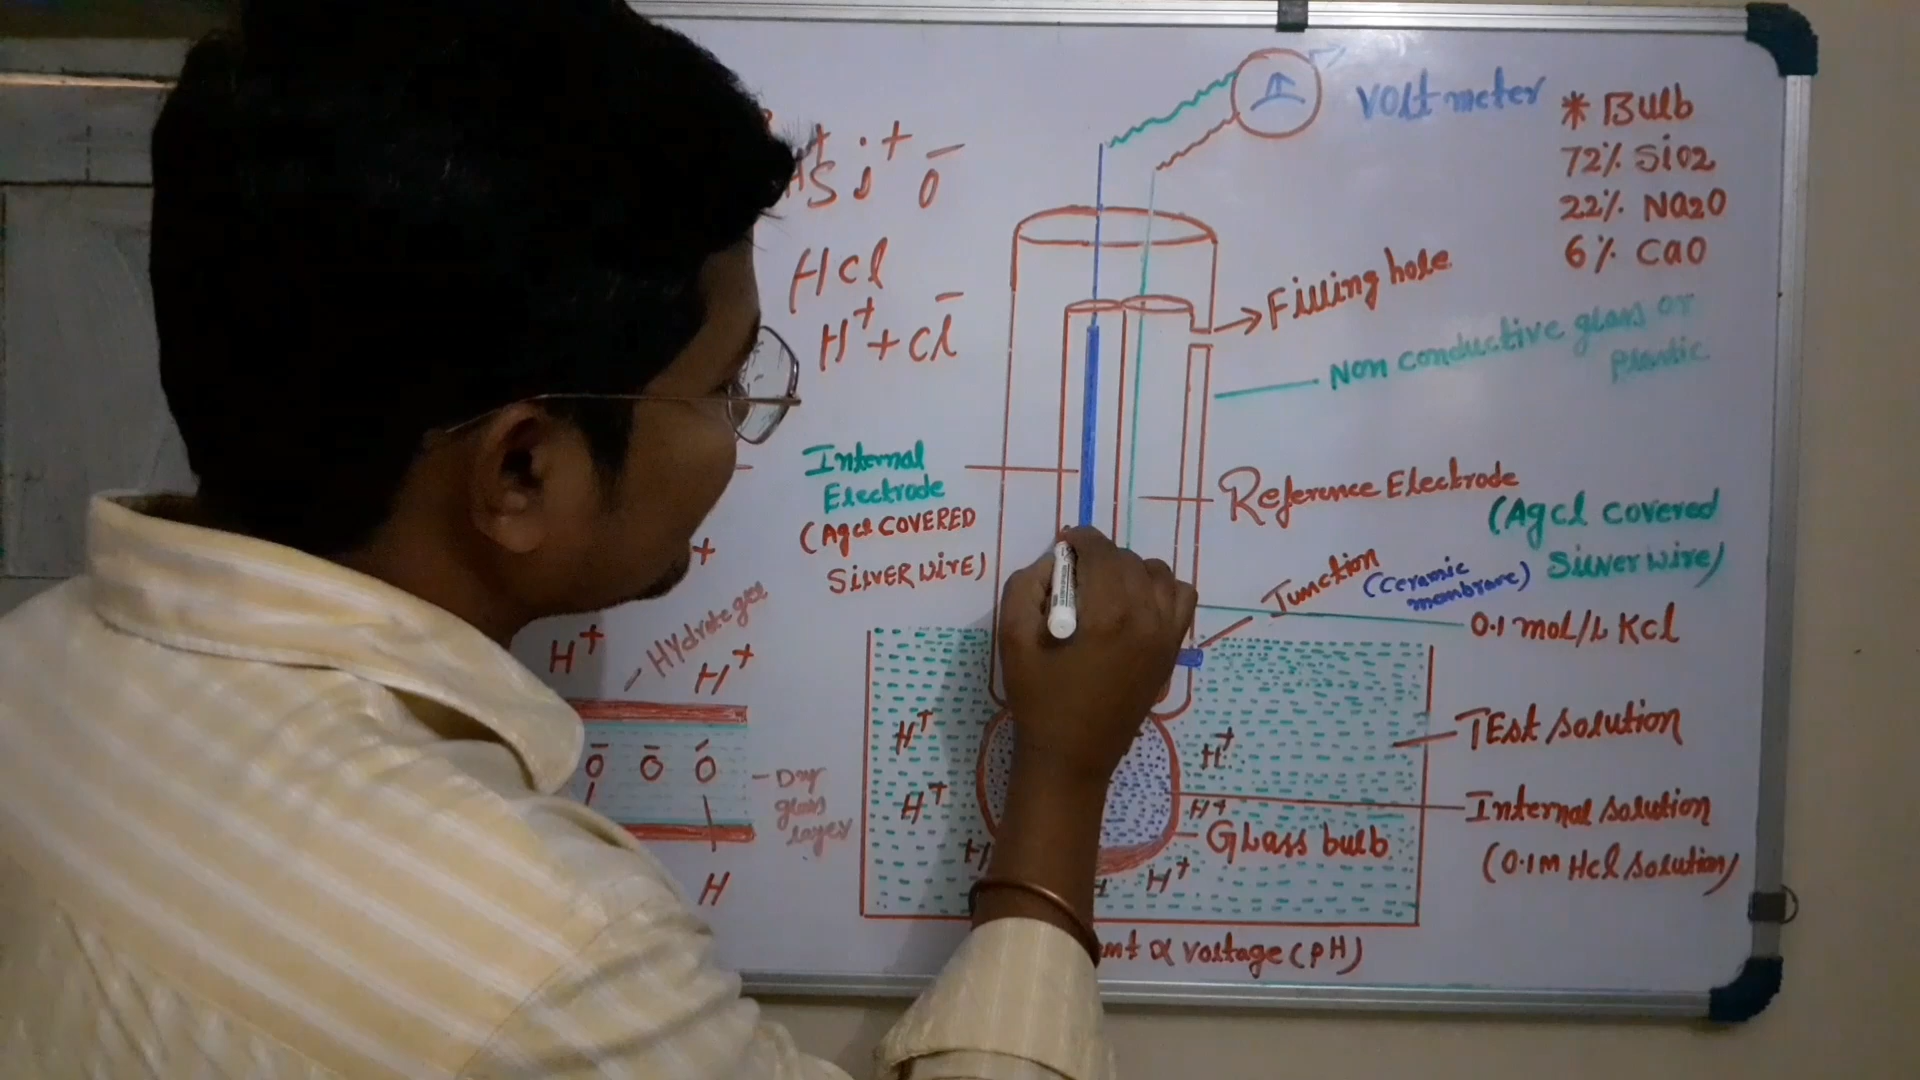 Si O
HCl
H+ + Cl-
Internal
Electrode
(Agcl COVERED
SILVER WIRE)
+
H+
Hydrate gel
H+
O- O- O-
Dry
glass
layer
H
Volt meter
* Bulb
72% SiO2
22% Na2O
6% CaO
Filling hole
Non conductive glass or
Plastic
Reference Electrode
(Agcl covered
Silver wire)
Junction
(ceramic
membrane)
0.1 mol/L Kcl
H+
H+
H+
H+
H+
TEst solution
Internal solution
(0.1M Hcl solution)
Glass bulb
∝ voltage (pH)